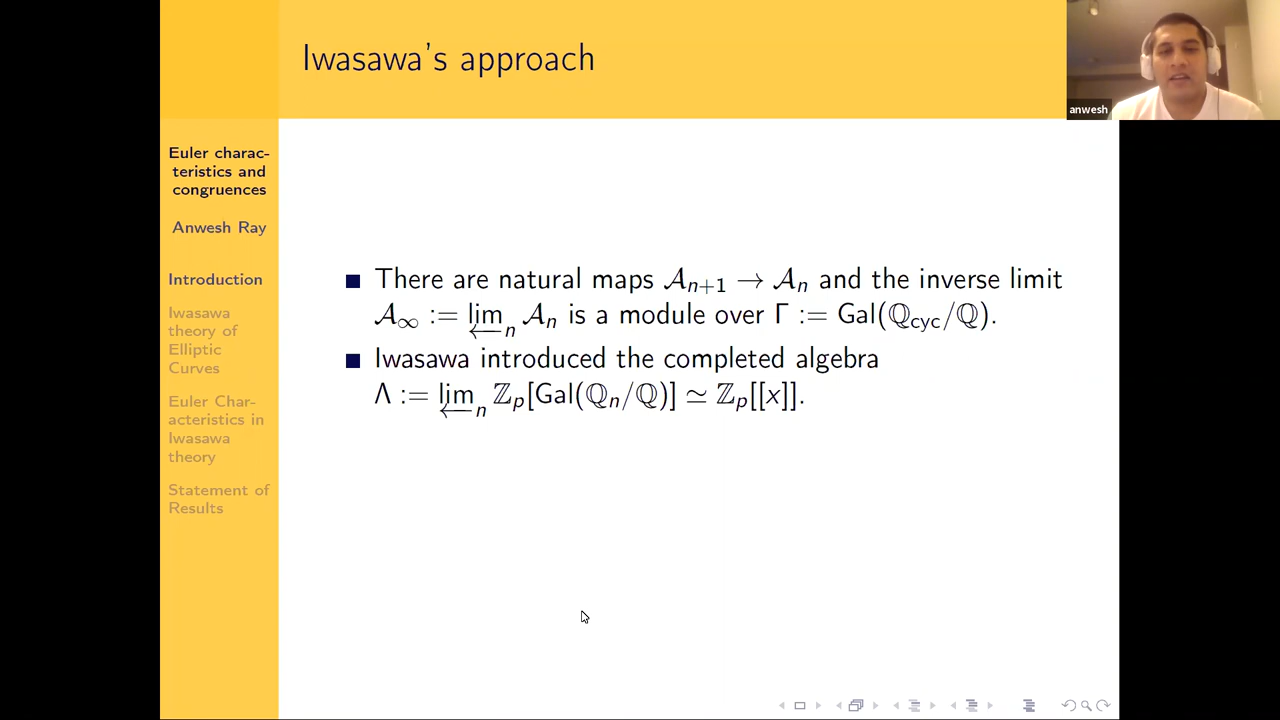 Iwasawa's approach
anwesh
Euler charac-
teristics and
congruences
Anwesh Ray
Introduction
Iwasawa
theory of
Elliptic
Curves
Euler Char-
acteristics in
Iwasawa
theory
Statement of
Results
There are natural maps 𝒜ₙ₊₁ → 𝒜ₙ and the inverse limit
𝒜∞ := lim←ₙ 𝒜ₙ is a module over Γ := Gal(ℚ_cyc/ℚ).
Iwasawa introduced the completed algebra
Λ := lim←ₙ ℤₚ[Gal(ℚₙ/ℚ)] ≃ ℤₚ[[x]].